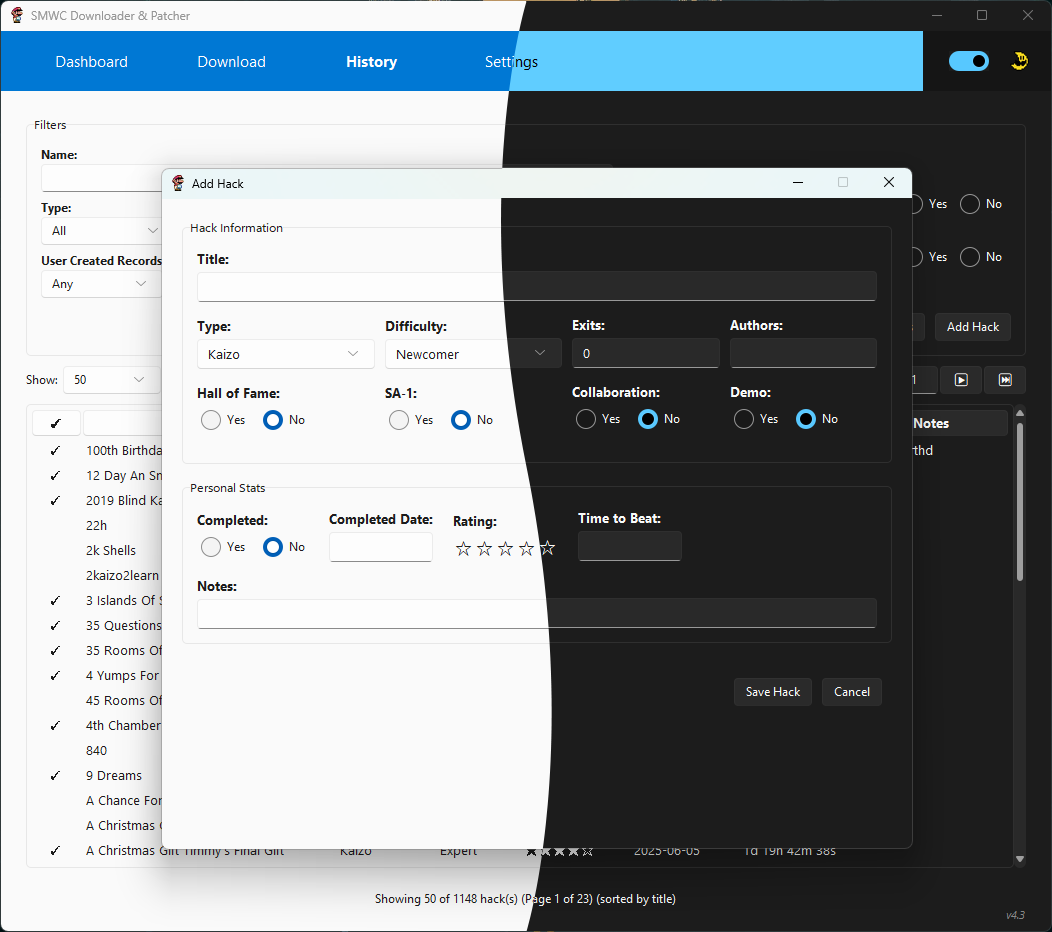 SMWC Downloader & Patcher
Dashboard Download History Settings
Filters
Name:
Type:
All
User Created Records
Any
Yes No
Yes No
Add Hack
Show: 50
1
Add Hack
Hack Information
Title:
Type: Difficulty: Exits: Authors:
Kaizo Newcomer 0
Hall of Fame: SA-1: Collaboration: Demo:
Yes No Yes No Yes No Yes No
Personal Stats
Completed: Completed Date: Rating: Time to Beat:
Yes No ☆☆☆☆☆
Notes:
Save Hack Cancel
✓ Notes
✓ 100th Birthda rthd
✓ 12 Day An Sn
✓ 2019 Blind Ka
22h
2k Shells
2kaizo2learn
✓ 3 Islands Of S
✓ 35 Questions
✓ 35 Rooms Of
✓ 4 Yumps For
45 Rooms Of
✓ 4th Chamber
840
✓ 9 Dreams
A Chance For
A Christmas
✓ A Christmas Gift Timmy's Final Gift Kaizo Expert ★★★★☆ 2025-06-05 1d 19h 42m 38s
Showing 50 of 1148 hack(s) (Page 1 of 23) (sorted by title)
v4.3